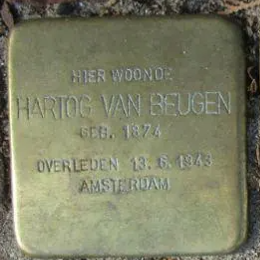 HIER WOONDE
HARTOG VAN BEUGEN
GEB. 1874
OVERLEDEN 13.6.1943
AMSTERDAM